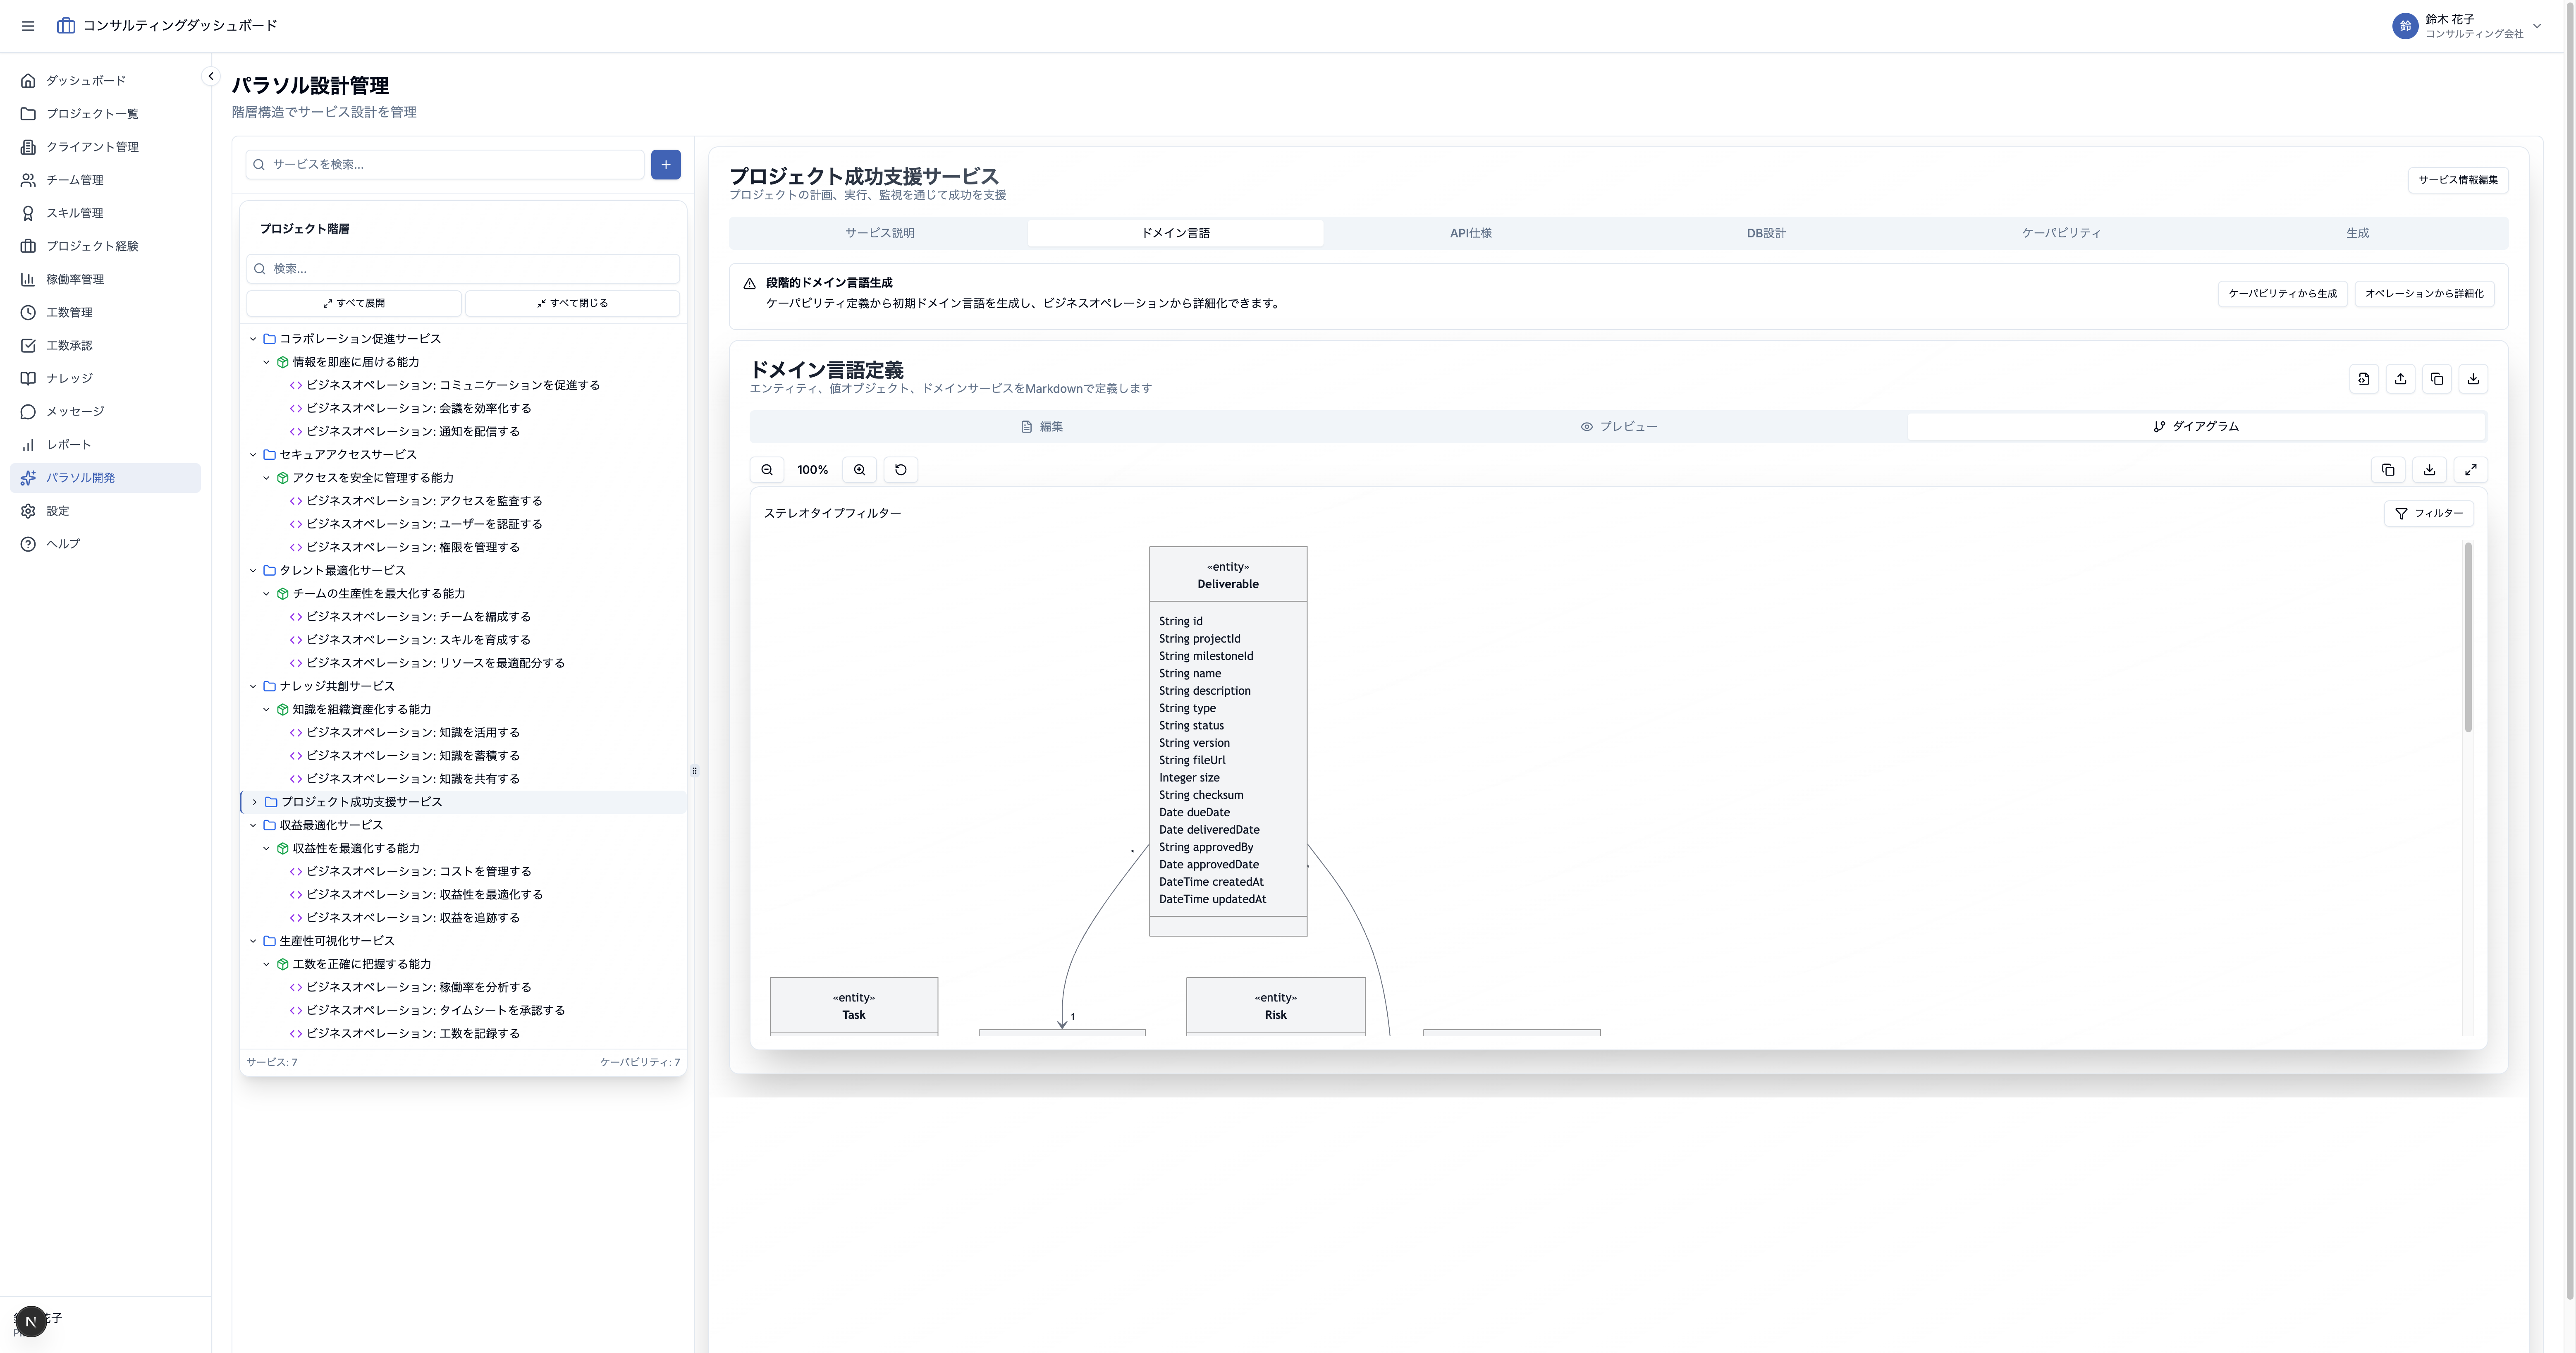 コンサルティングダッシュボード
鈴
鈴木 花子
コンサルティング会社
ダッシュボード
プロジェクト一覧
クライアント管理
チーム管理
スキル管理
プロジェクト経験
稼働率管理
工数管理
工数承認
ナレッジ
メッセージ
レポート
パラソル開発
設定
ヘルプ
N
花子
パラソル設計管理
階層構造でサービス設計を管理
サービスを検索...
プロジェクト階層
検索...
すべて展開
すべて閉じる
コラボレーション促進サービス
情報を即座に届ける能力
ビジネスオペレーション: コミュニケーションを促進する
ビジネスオペレーション: 会議を効率化する
ビジネスオペレーション: 通知を配信する
セキュアアクセスサービス
アクセスを安全に管理する能力
ビジネスオペレーション: アクセスを監査する
ビジネスオペレーション: ユーザーを認証する
ビジネスオペレーション: 権限を管理する
タレント最適化サービス
チームの生産性を最大化する能力
ビジネスオペレーション: チームを編成する
ビジネスオペレーション: スキルを育成する
ビジネスオペレーション: リソースを最適配分する
ナレッジ共創サービス
知識を組織資産化する能力
ビジネスオペレーション: 知識を活用する
ビジネスオペレーション: 知識を蓄積する
ビジネスオペレーション: 知識を共有する
プロジェクト成功支援サービス
収益最適化サービス
収益性を最適化する能力
ビジネスオペレーション: コストを管理する
ビジネスオペレーション: 収益性を最適化する
ビジネスオペレーション: 収益を追跡する
生産性可視化サービス
工数を正確に把握する能力
ビジネスオペレーション: 稼働率を分析する
ビジネスオペレーション: タイムシートを承認する
ビジネスオペレーション: 工数を記録する
サービス: 7
ケーパビリティ: 7
プロジェクト成功支援サービス
プロジェクトの計画、実行、監視を通じて成功を支援
サービス情報編集
サービス説明
ドメイン言語
API仕様
DB設計
ケーパビリティ
生成
段階的ドメイン言語生成
ケーパビリティ定義から初期ドメイン言語を生成し、ビジネスオペレーションから詳細化できます。
ケーパビリティから生成
オペレーションから詳細化
ドメイン言語定義
エンティティ、値オブジェクト、ドメインサービスをMarkdownで定義します
編集
プレビュー
ダイアグラム
100%
ステレオタイプフィルター
フィルター
«entity»
Deliverable
String id
String projectId
String milestoneId
String name
String description
String type
String status
String version
String fileUrl
Integer size
String checksum
Date dueDate
Date deliveredDate
String approvedBy
Date approvedDate
DateTime createdAt
DateTime updatedAt
*
*
1
«entity»
Task
«entity»
Risk